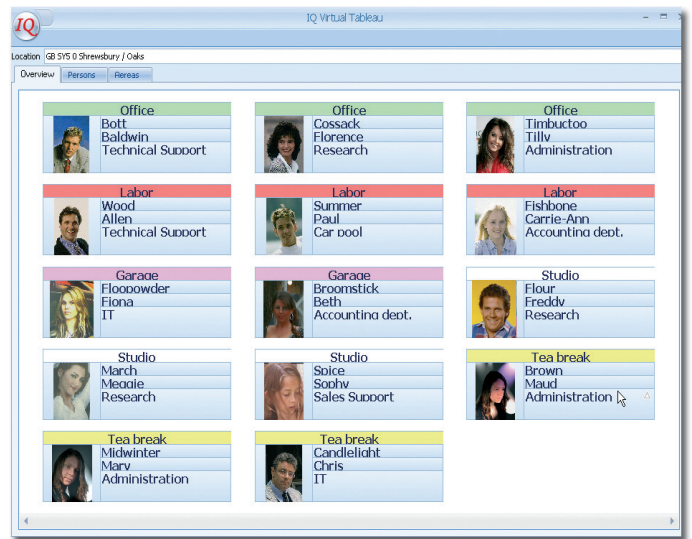 IQ
IQ Virtual Tableau
Location GB SY5 0 Shrewsbury / Oaks
Overview Persons Rereas
Office
Bott
Baldwin
Technical Support
Office
Cossack
Florence
Research
Office
Timbuctoo
Tilly
Administration
Labor
Wood
Allen
Technical Support
Labor
Summer
Paul
Car pool
Labor
Fishbone
Carrie-Ann
Accounting dept.
Garage
Floopowder
Fiona
IT
Garage
Broomstick
Beth
Accounting dept.
Studio
Flour
Freddy
Research
Studio
March
Meggie
Research
Studio
Spice
Sophy
Sales Support
Tea break
Brown
Maud
Administration
Tea break
Midwinter
Mary
Administration
Tea break
Candlelight
Chris
IT